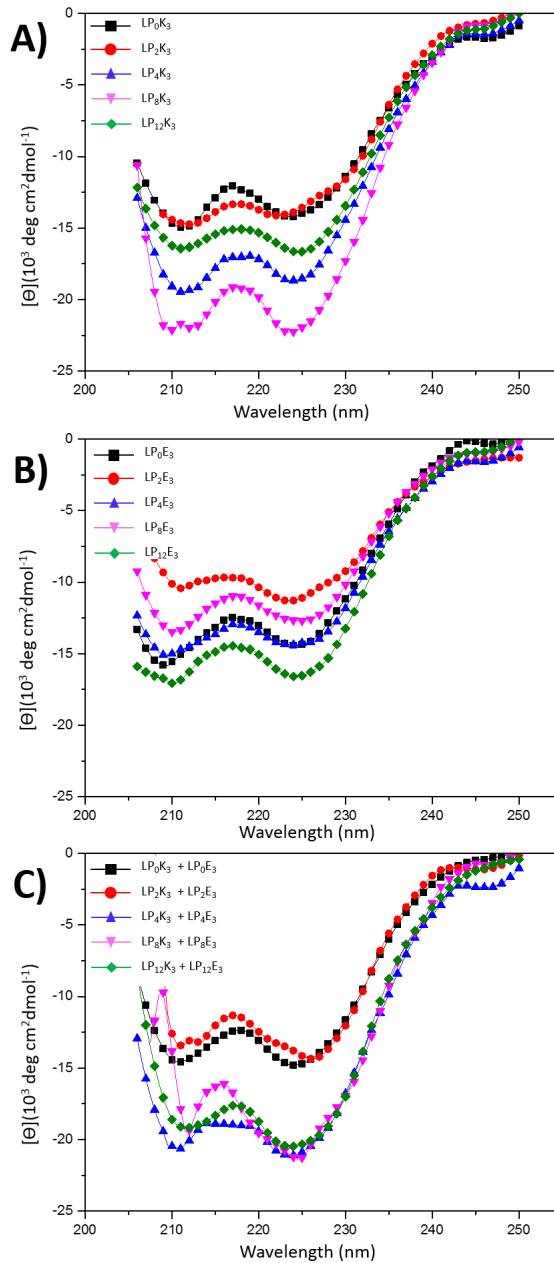 A)
LP₀K₃
LP₂K₃
LP₄K₃
LP₈K₃
LP₁₂K₃
0
-5
-10
-15
-20
-25
[Θ](10³ deg cm²dmol⁻¹)
200 210 220 230 240 250
Wavelength (nm)
B)
LP₀E₃
LP₂E₃
LP₄E₃
LP₈E₃
LP₁₂E₃
0
-5
-10
-15
-20
-25
[Θ](10³ deg cm²dmol⁻¹)
200 210 220 230 240 250
Wavelength (nm)
C)
LP₀K₃ + LP₀E₃
LP₂K₃ + LP₂E₃
LP₄K₃ + LP₄E₃
LP₈K₃ + LP₈E₃
LP₁₂K₃ + LP₁₂E₃
0
-5
-10
-15
-20
-25
[Θ](10³ deg cm²dmol⁻¹)
200 210 220 230 240 250
Wavelength (nm)